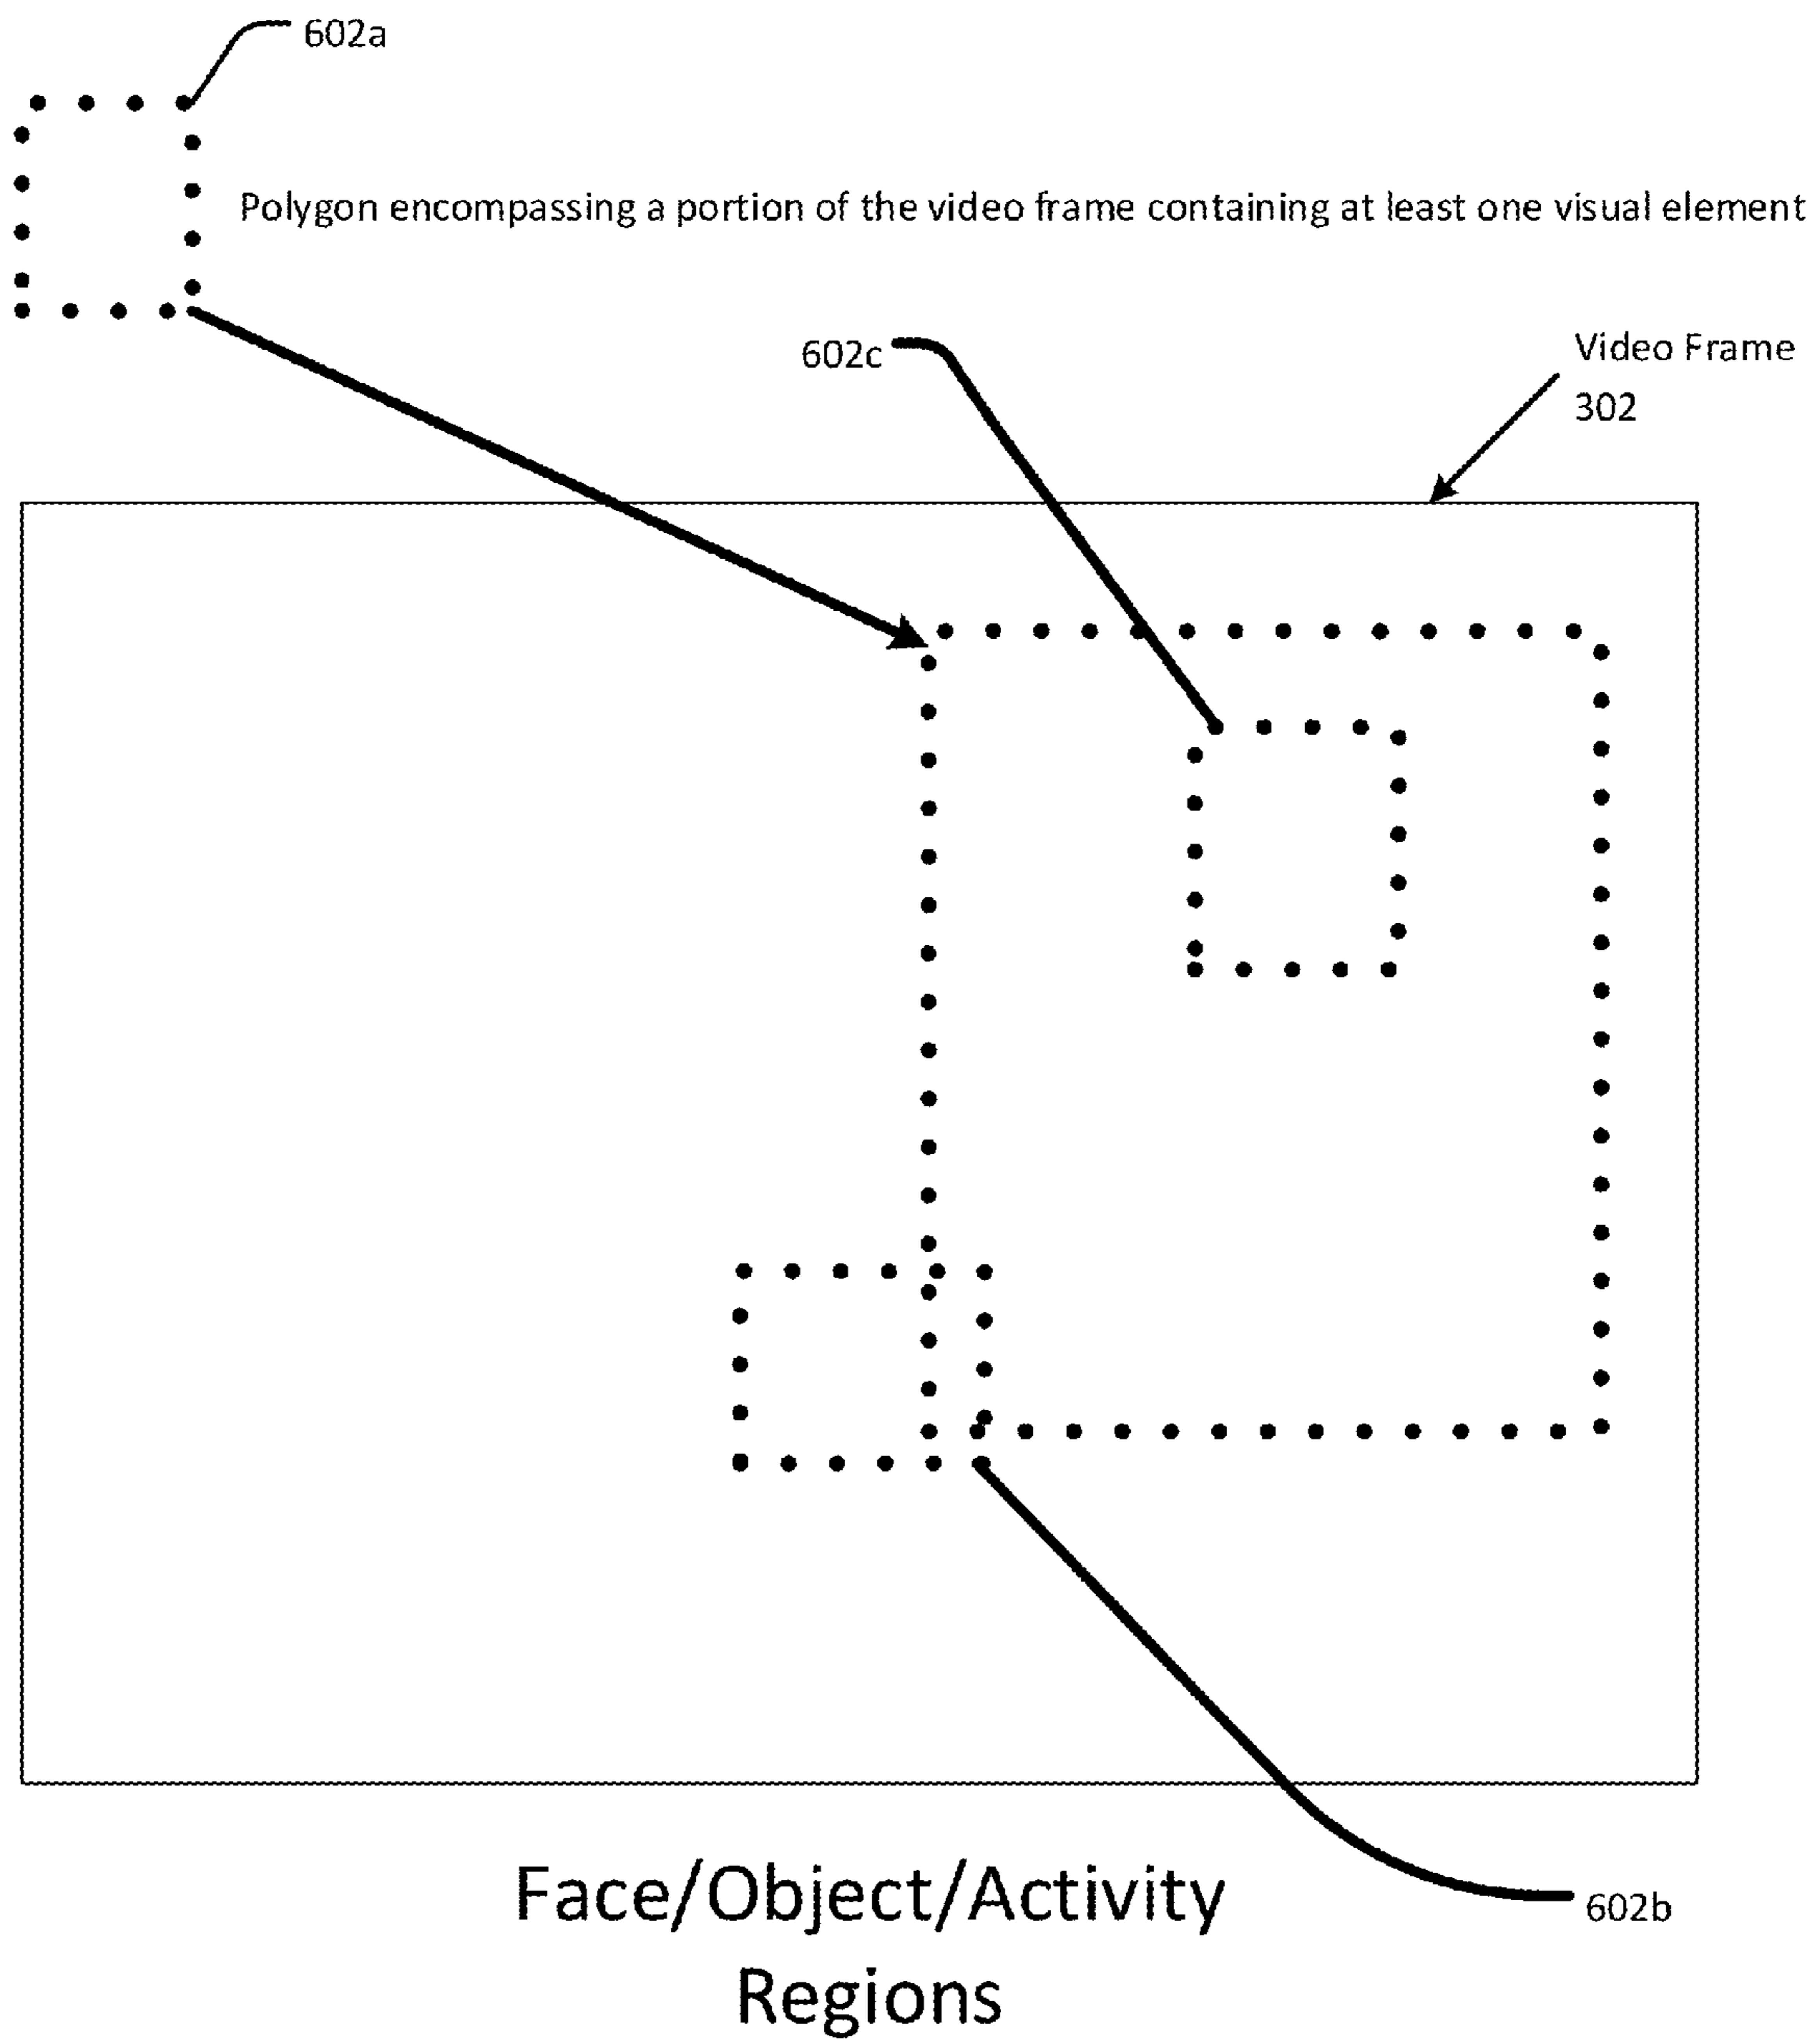 602a
Polygon encompassing a portion of the video frame containing at least one visual element
602c
Video Frame
302
Face/Object/Activity
Regions
602b